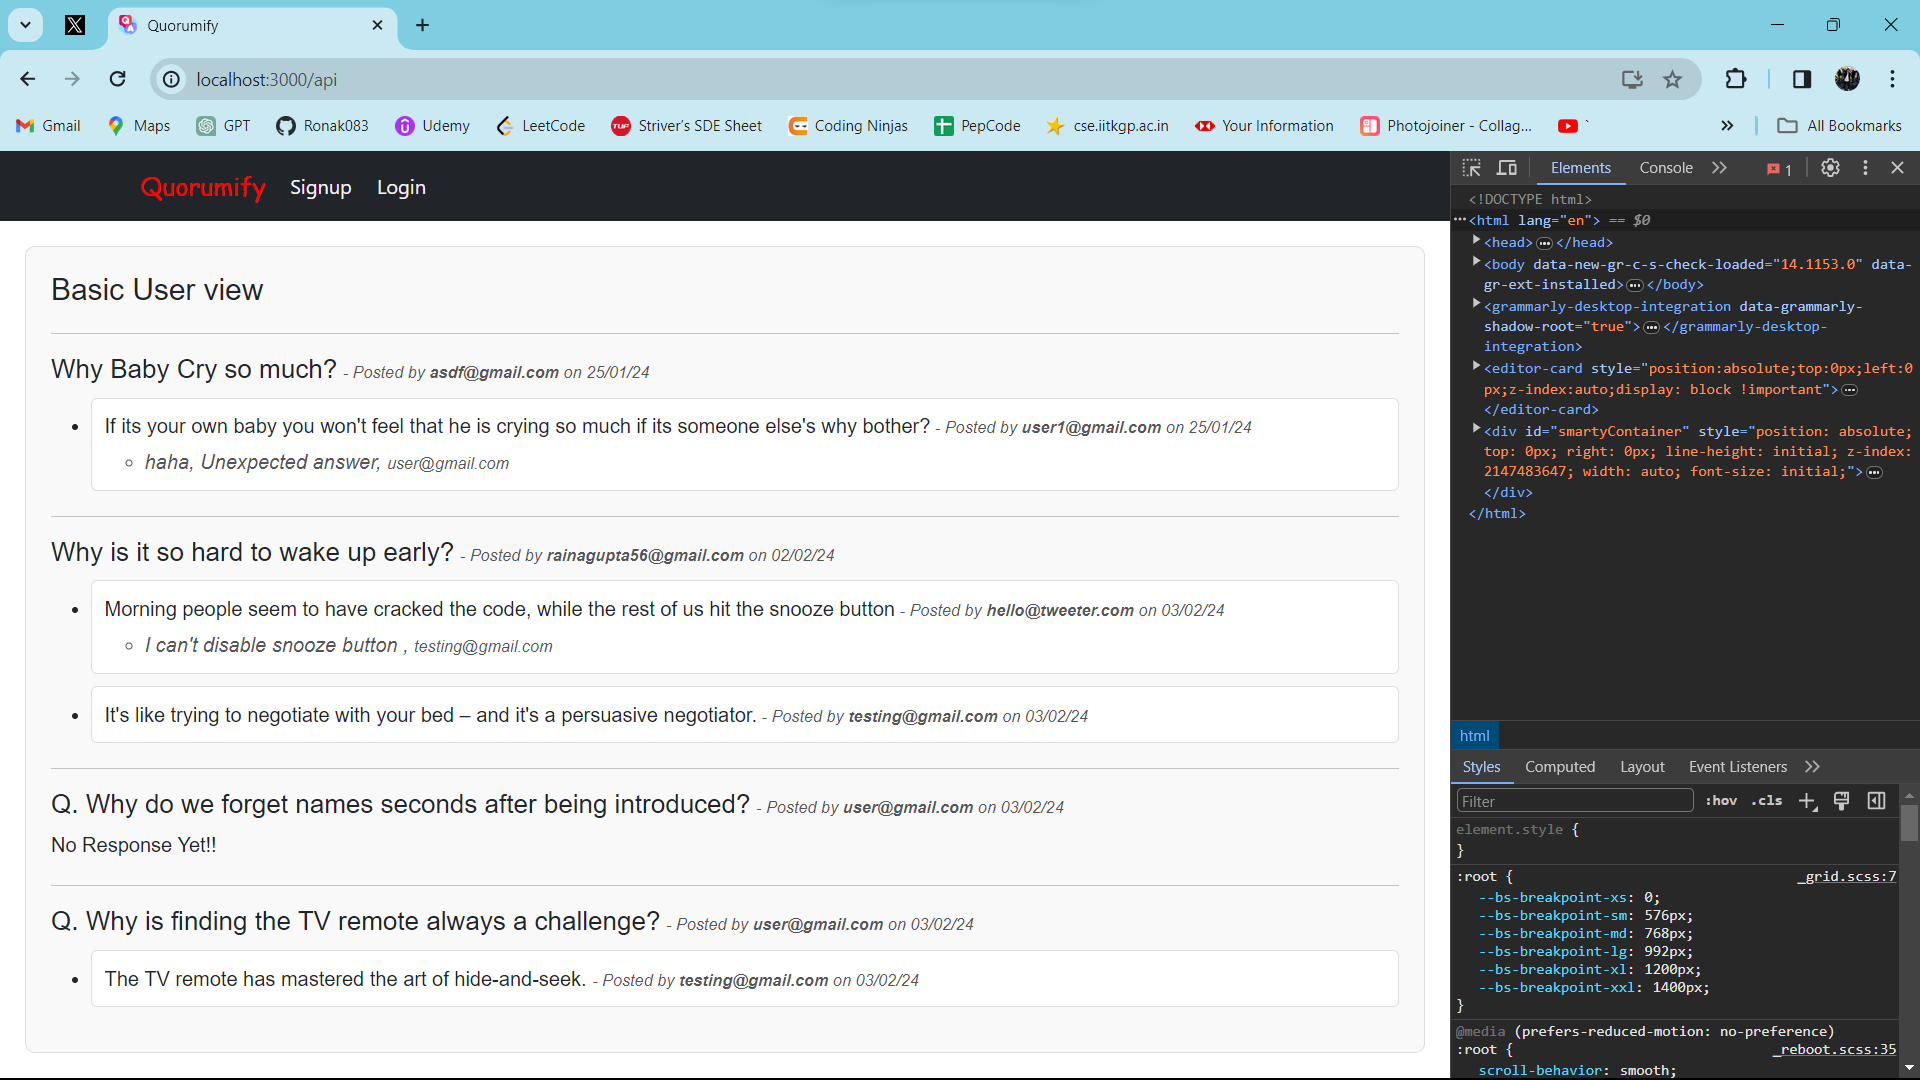 Quorumify
localhost:3000/api
Gmail Maps GPT Ronak083 Udemy LeetCode Striver's SDE Sheet Coding Ninjas PepCode cse.iitkgp.ac.in Your Information Photojoiner - Collag... ` All Bookmarks
Quorumify Signup Login
Basic User view
Why Baby Cry so much? - Posted by asdf@gmail.com on 25/01/24
If its your own baby you won't feel that he is crying so much if its someone else's why bother? - Posted by user1@gmail.com on 25/01/24
haha, Unexpected answer, user@gmail.com
Why is it so hard to wake up early? - Posted by rainagupta56@gmail.com on 02/02/24
Morning people seem to have cracked the code, while the rest of us hit the snooze button - Posted by hello@tweeter.com on 03/02/24
I can't disable snooze button , testing@gmail.com
It's like trying to negotiate with your bed – and it's a persuasive negotiator. - Posted by testing@gmail.com on 03/02/24
Q. Why do we forget names seconds after being introduced? - Posted by user@gmail.com on 03/02/24
No Response Yet!!
Q. Why is finding the TV remote always a challenge? - Posted by user@gmail.com on 03/02/24
The TV remote has mastered the art of hide-and-seek. - Posted by testing@gmail.com on 03/02/24
Elements Console 1
<!DOCTYPE html>
<html lang="en"> == $0
<head> </head>
<body data-new-gr-c-s-check-loaded="14.1153.0" data-
gr-ext-installed> </body>
<grammarly-desktop-integration data-grammarly-
shadow-root="true"> </grammarly-desktop-
integration>
<editor-card style="position:absolute;top:0px;left:0
px;z-index:auto;display: block !important">
</editor-card>
<div id="smartyContainer" style="position: absolute;
top: 0px; right: 0px; line-height: initial; z-index:
2147483647; width: auto; font-size: initial;">
</div>
</html>
html
Styles Computed Layout Event Listeners
Filter :hov .cls
element.style {
}
:root { _grid.scss:7
--bs-breakpoint-xs: 0;
--bs-breakpoint-sm: 576px;
--bs-breakpoint-md: 768px;
--bs-breakpoint-lg: 992px;
--bs-breakpoint-xl: 1200px;
--bs-breakpoint-xxl: 1400px;
}
@media (prefers-reduced-motion: no-preference)
:root { _reboot.scss:35
scroll-behavior: smooth;